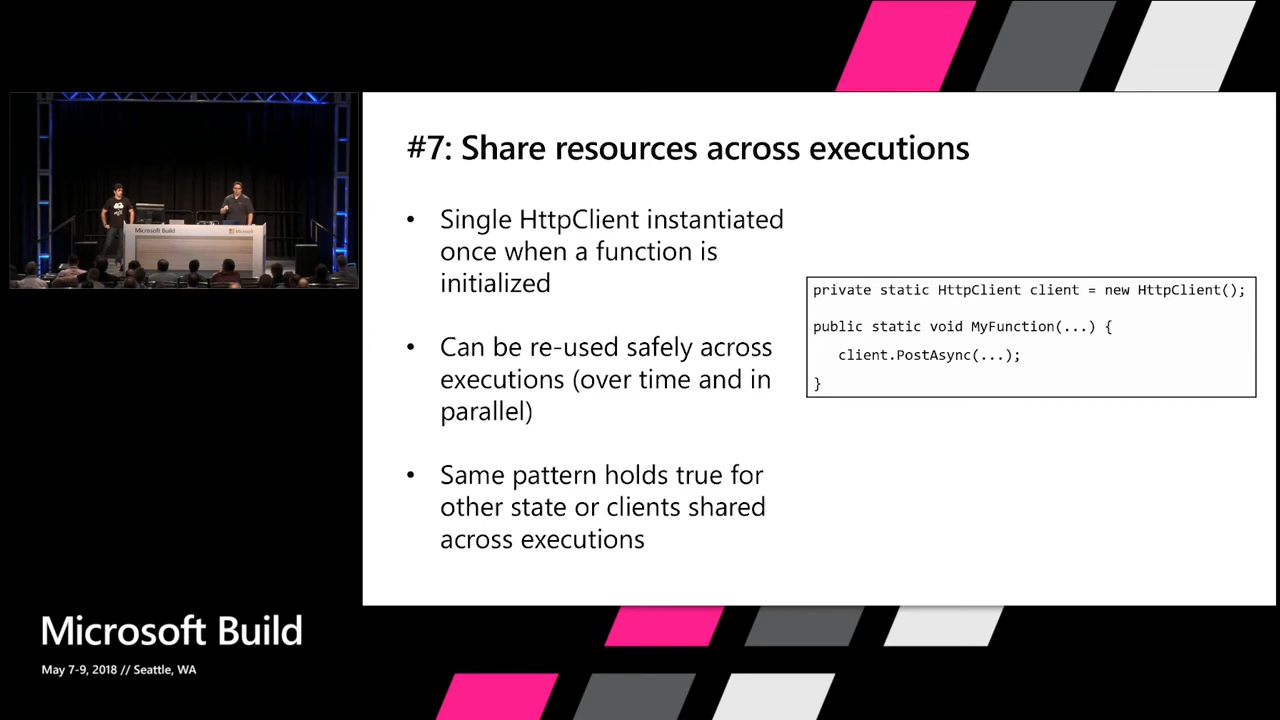 #7: Share resources across executions
• Single HttpClient instantiated
once when a function is
initialized
• Can be re-used safely across
executions (over time and in
parallel)
• Same pattern holds true for
other state or clients shared
across executions
private static HttpClient client = new HttpClient();
public static void MyFunction(...) {
client.PostAsync(...);
}
Microsoft Build
Microsoft
Microsoft Build
May 7-9, 2018 // Seattle, WA